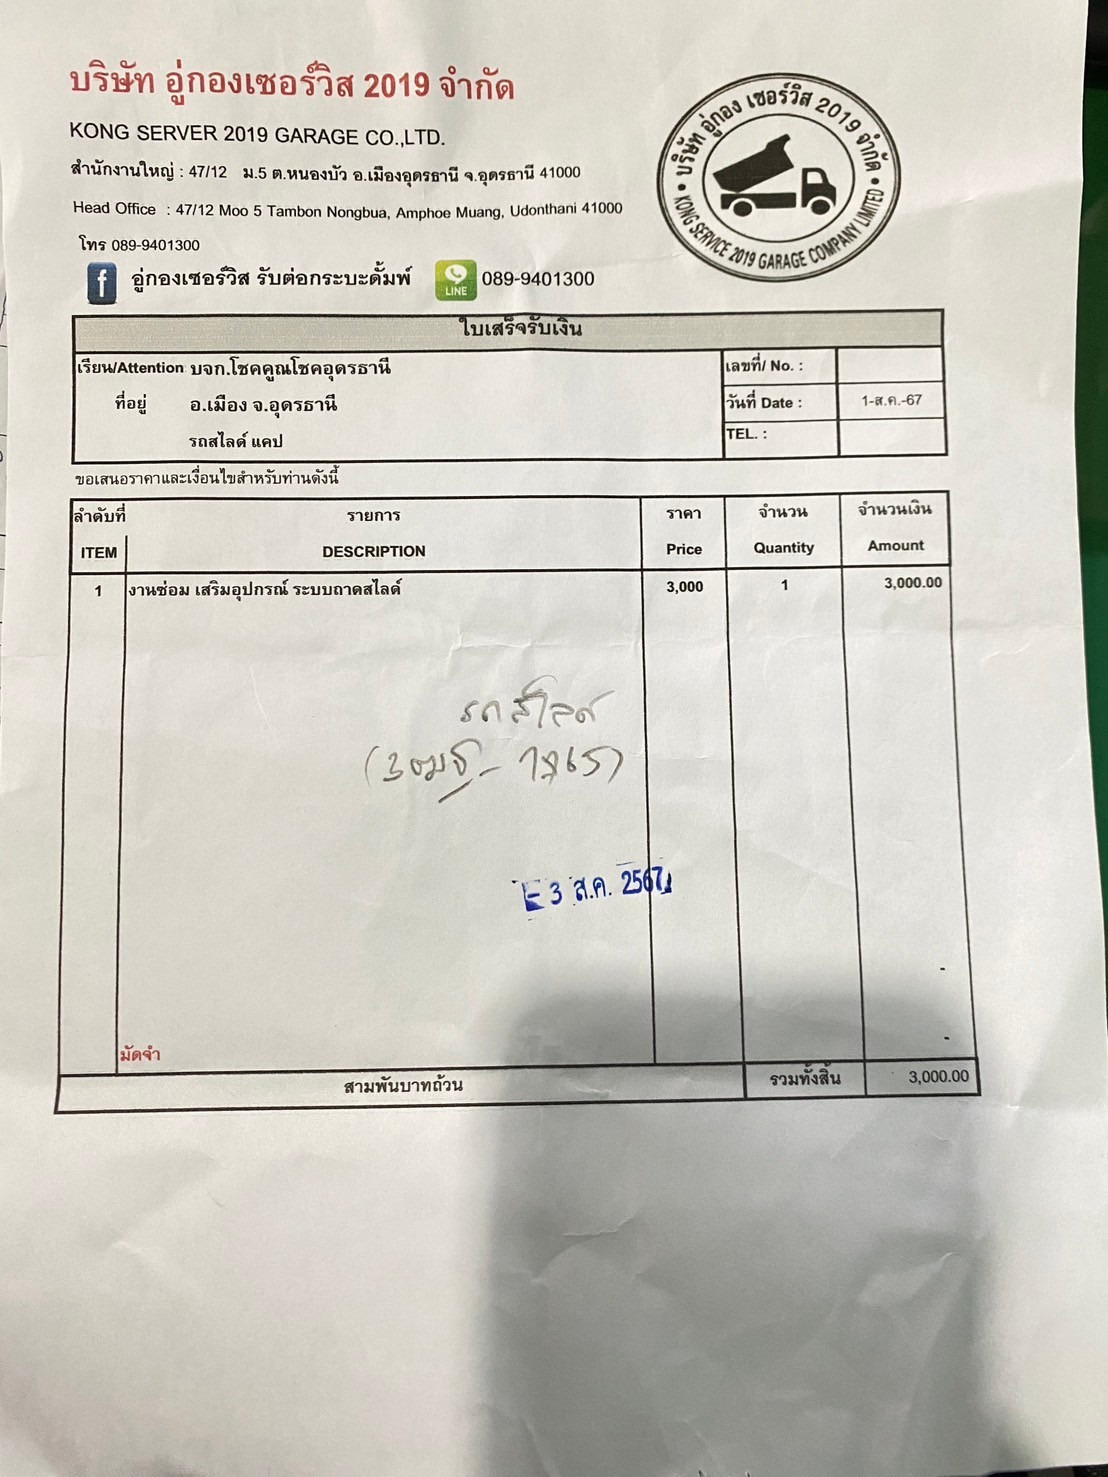 บริษัท อู่กองเซอร์วิส 2019 จำกัด
KONG SERVER 2019 GARAGE CO.,LTD.
สำนักงานใหญ่ : 47/12 ม.5 ต.หนองบัว อ.เมืองอุดรธานี จ.อุดรธานี 41000
Head Office : 47/12 Moo 5 Tambon Nongbua, Amphoe Muang, Udonthani 41000
โทร 089-9401300
อู่กองเซอร์วิส รับต่อกระบะดั้มพ์ LINE 089-9401300
• บริษัท อู่กอง เซอร์วิส 2019 จำกัด •
KONG SERVICE 2019 GARAGE COMPANY LIMITED
ใบเสร็จรับเงิน
เรียน/Attention บจก.โชคคูณโชคอุดรธานี
ที่อยู่ อ.เมือง จ.อุดรธานี
รถสไลด์ แคป
เลขที่/ No. :
วันที่ Date : 1-ส.ค.-67
TEL. :
ขอเสนอราคาและเงื่อนไขสำหรับท่านดังนี้
ลำดับที่ รายการ ราคา จำนวน จำนวนเงิน
ITEM DESCRIPTION Price Quantity Amount
1 งานซ่อม เสริมอุปกรณ์ ระบบถาดสไลด์ 3,000 1 3,000.00
รถสไลด์
- 3 ส.ค. 2567
-
-
มัดจำ
สามพันบาทถ้วน รวมทั้งสิ้น 3,000.00